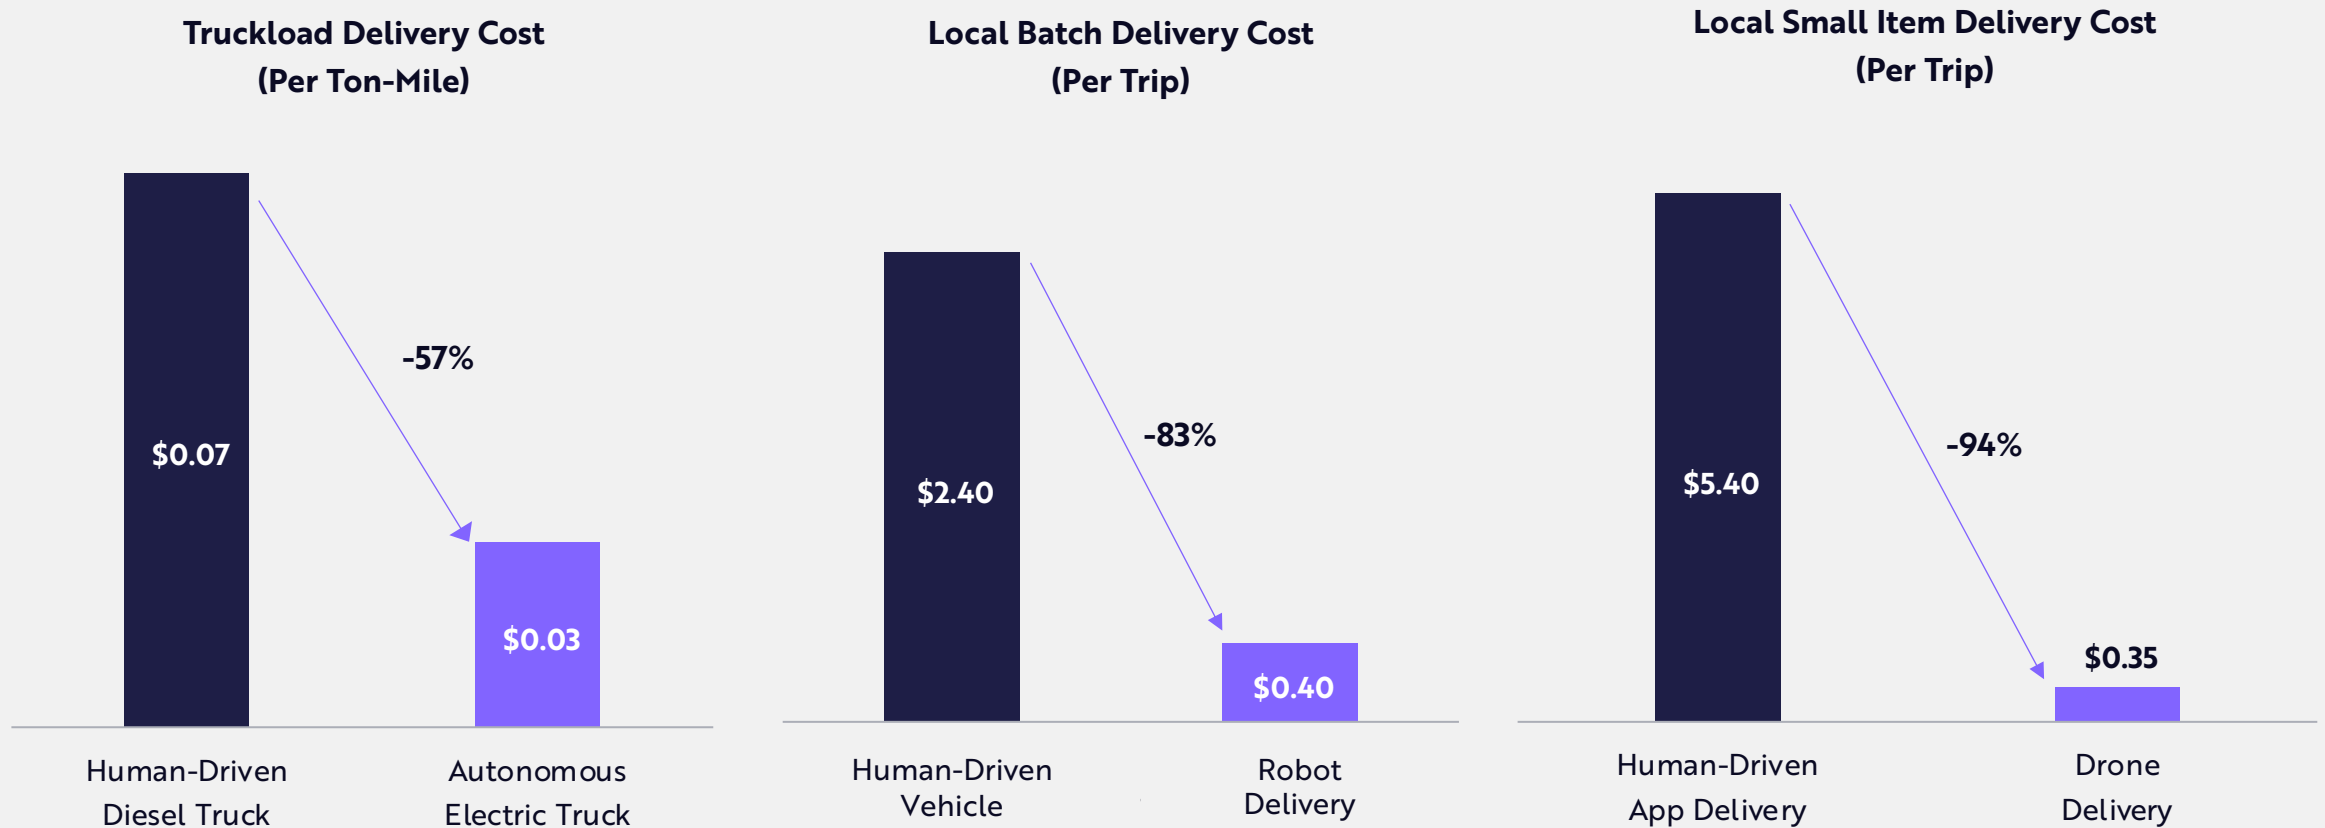 Truckload Delivery Cost
(Per Ton-Mile)
$0.07
-57%
$0.03
Human-Driven
Diesel Truck
Autonomous
Electric Truck
Local Batch Delivery Cost
(Per Trip)
$2.40
-83%
$0.40
Human-Driven
Vehicle
Robot
Delivery
Local Small Item Delivery Cost
(Per Trip)
$5.40
-94%
$0.35
Human-Driven
App Delivery
Drone
Delivery